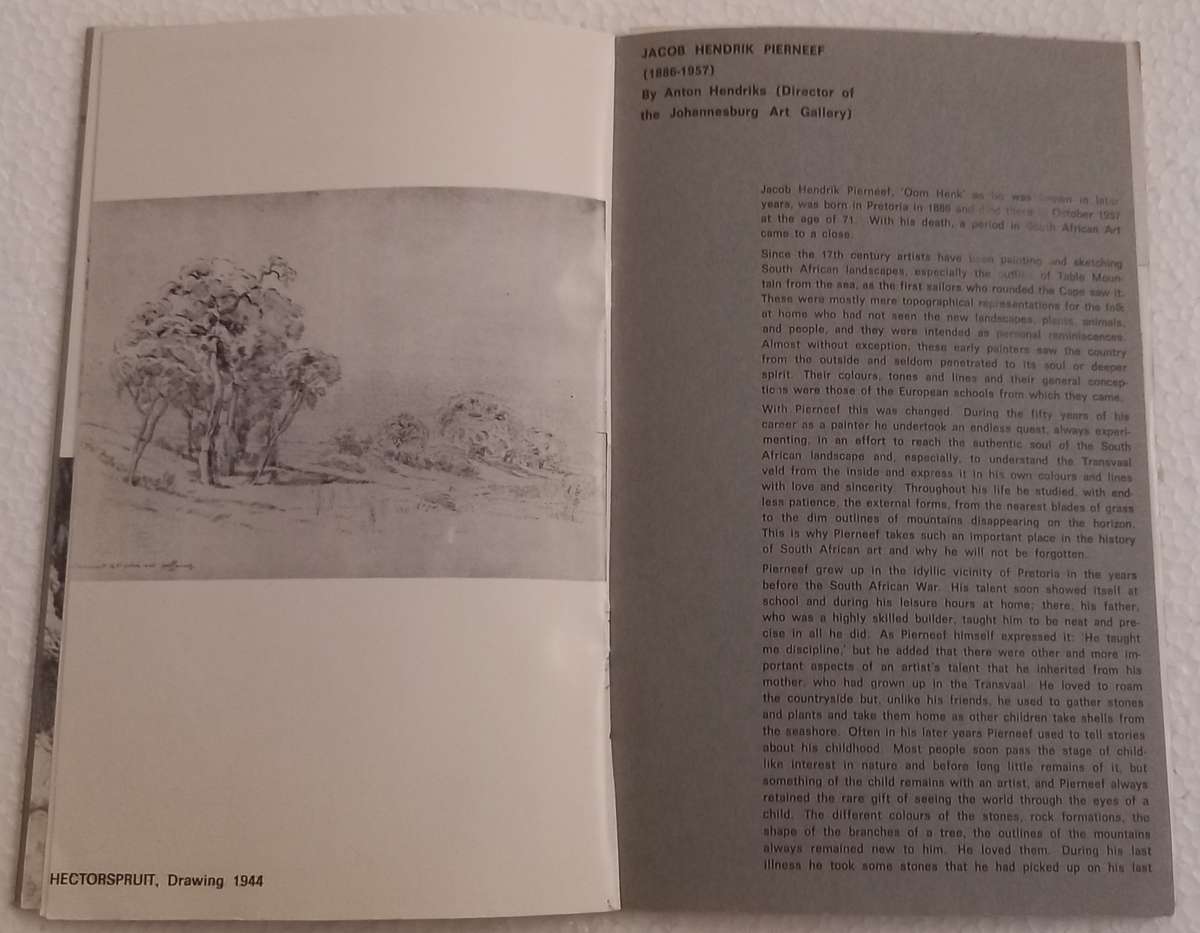 HECTORSPRUIT, Drawing 1944
JACOB HENDRIK PIERNEEF
(1886-1957)
By Anton Hendriks (Director of
the Johannesburg Art Gallery)
Jacob Hendrik Pierneef, 'Oom Henk' as he was known in later
years, was born in Pretoria in 1886 and died there October 1957
at the age of 71. With his death, a period in South African Art
came to a close.
Since the 17th century artists have been painting and sketching
South African landscapes, especially the outline of Table Moun-
tain from the sea, as the first sailors who rounded the Cape saw it.
These were mostly mere topographical representations for the folk
at home who had not seen the new landscapes, plants, animals,
and people, and they were intended as personal reminiscences.
Almost without exception, these early painters saw the country
from the outside and seldom penetrated to its soul or deeper
spirit. Their colours, tones and lines and their general concep-
tions were those of the European schools from which they came.
With Pierneef this was changed. During the fifty years of his
career as a painter he undertook an endless quest, always experi-
menting, in an effort to reach the authentic soul of the South
African landscape and, especially, to understand the Transvaal
veld from the inside and express it in his own colours and lines
with love and sincerity. Throughout his life he studied, with end-
less patience, the external forms, from the nearest blades of grass
to the dim outlines of mountains disappearing on the horizon.
This is why Pierneef takes such an important place in the history
of South African art and why he will not be forgotten.
Pierneef grew up in the idyllic vicinity of Pretoria in the years
before the South African War. His talent soon showed itself at
school and during his leisure hours at home; there, his father,
who was a highly skilled builder, taught him to be neat and pre-
cise in all he did. As Pierneef himself expressed it: 'He taught
me discipline,' but he added that there were other and more im-
portant aspects of an artist's talent that he inherited from his
mother, who had grown up in the Transvaal. He loved to roam
the countryside but, unlike his friends, he used to gather stones
and plants and take them home as other children take shells from
the seashore. Often in his later years Pierneef used to tell stories
about his childhood. Most people soon pass the stage of child-
like interest in nature and before long little remains of it, but
something of the child remains with an artist, and Pierneef always
retained the rare gift of seeing the world through the eyes of a
child. The different colours of the stones, rock formations, the
shape of the branches of a tree, the outlines of the mountains
always remained new to him. He loved them. During his last
illness he took some stones that he had picked up on his last